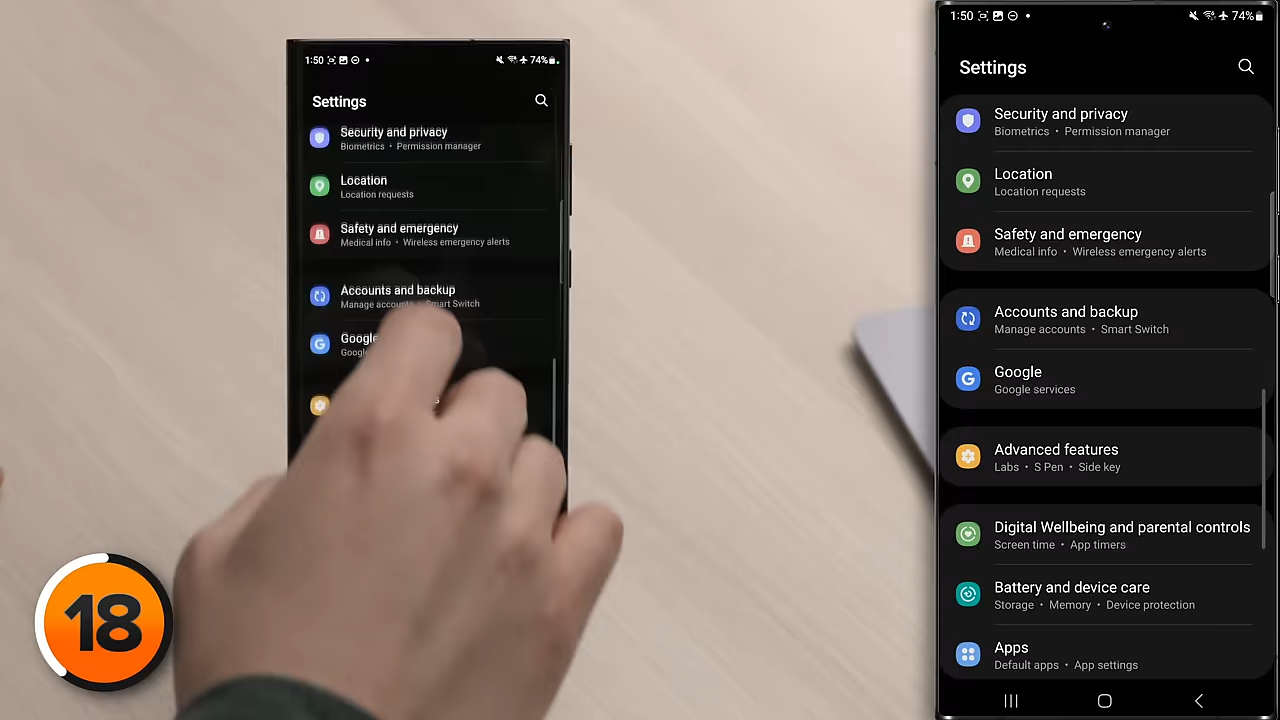 1:50
74%
Settings
Security and privacy
Biometrics • Permission manager
Location
Location requests
Safety and emergency
Medical info • Wireless emergency alerts
Accounts and backup
Manage accounts • Smart Switch
Google
18
1:50
74%
Settings
Security and privacy
Biometrics • Permission manager
Location
Location requests
Safety and emergency
Medical info • Wireless emergency alerts
Accounts and backup
Manage accounts • Smart Switch
Google
Google services
Advanced features
Labs • S Pen • Side key
Digital Wellbeing and parental controls
Screen time • App timers
Battery and device care
Storage • Memory • Device protection
Apps
Default apps • App settings